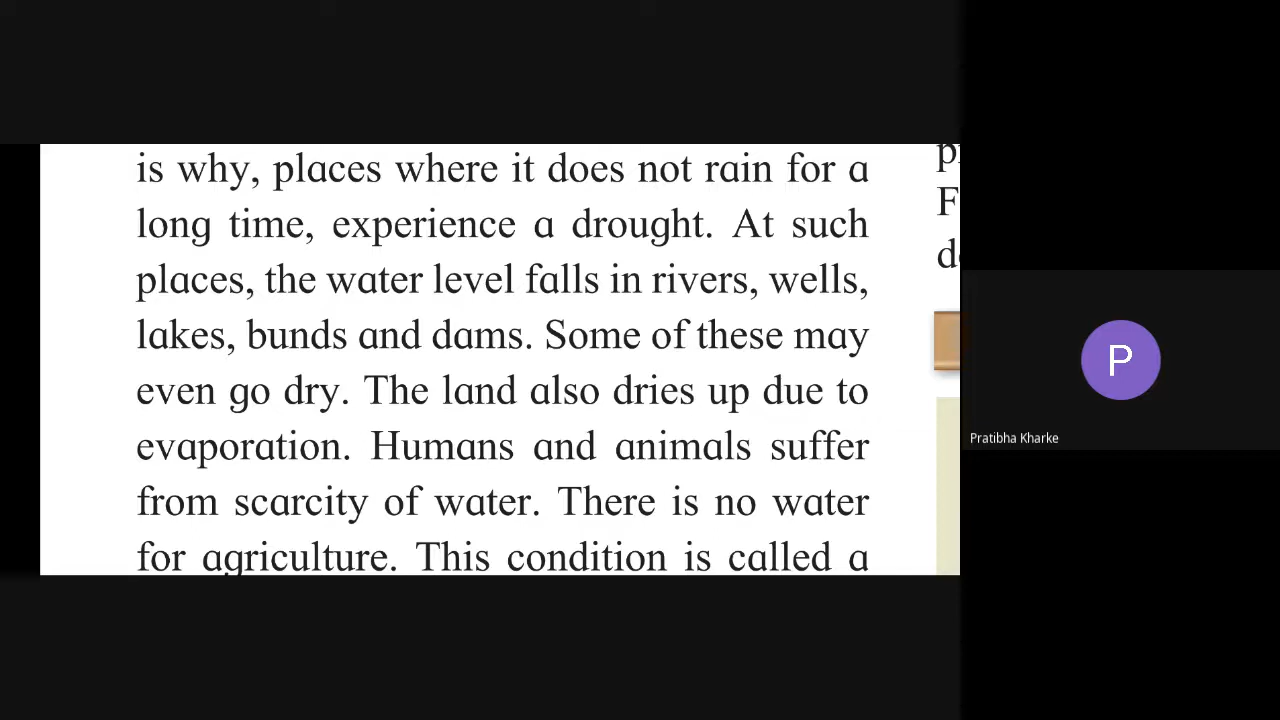 is why, places where it does not rain for a
long time, experience a drought. At such
places, the water level falls in rivers, wells,
lakes, bunds and dams. Some of these may
even go dry. The land also dries up due to
evaporation. Humans and animals suffer
from scarcity of water. There is no water
for agriculture. This condition is called a
P
Pratibha Kharke